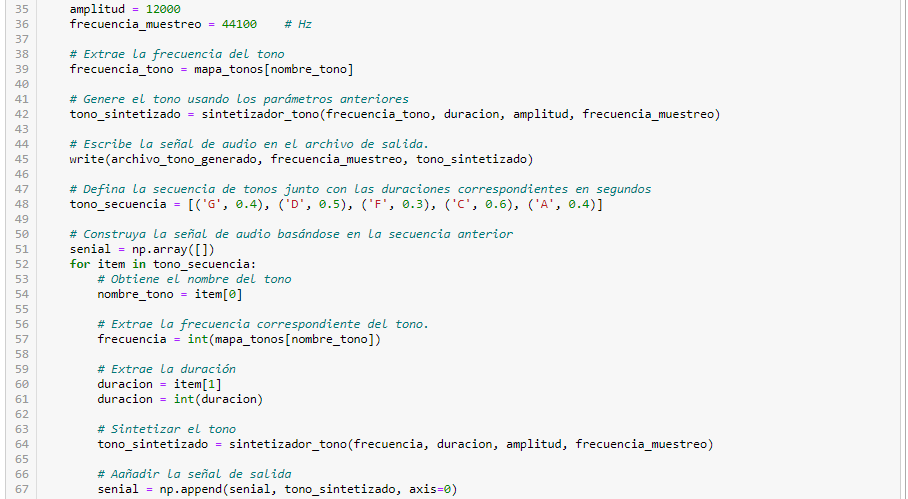 35 amplitud = 12000
36 frecuencia_muestreo = 44100    # Hz
37
38 # Extrae la frecuencia del tono
39 frecuencia_tono = mapa_tonos[nombre_tono]
40
41 # Genere el tono usando los parámetros anteriores
42 tono_sintetizado = sintetizador_tono(frecuencia_tono, duracion, amplitud, frecuencia_muestreo)
43
44 # Escribe la señal de audio en el archivo de salida.
45 write(archivo_tono_generado, frecuencia_muestreo, tono_sintetizado)
46
47 # Defina la secuencia de tonos junto con las duraciones correspondientes en segundos
48 tono_secuencia = [('G', 0.4), ('D', 0.5), ('F', 0.3), ('C', 0.6), ('A', 0.4)]
49
50 # Construya la señal de audio basándose en la secuencia anterior
51 senial = np.array([])
52 for item in tono_secuencia:
53     # Obtiene el nombre del tono
54     nombre_tono = item[0]
55
56     # Extrae la frecuencia correspondiente del tono.
57     frecuencia = int(mapa_tonos[nombre_tono])
58
59     # Extrae la duración
60     duracion = item[1]
61     duracion = int(duracion)
62
63     # Sintetizar el tono
64     tono_sintetizado = sintetizador_tono(frecuencia, duracion, amplitud, frecuencia_muestreo)
65
66     # Aañadir la señal de salida
67     senial = np.append(senial, tono_sintetizado, axis=0)